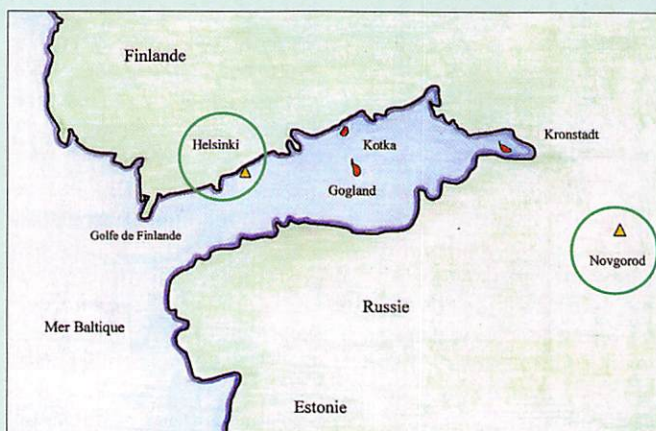 Finlande
Helsinki
Kotka
Kronstadt
Gogland
Golfe de Finlande
Novgorod
Mer Baltique
Russie
Estonie